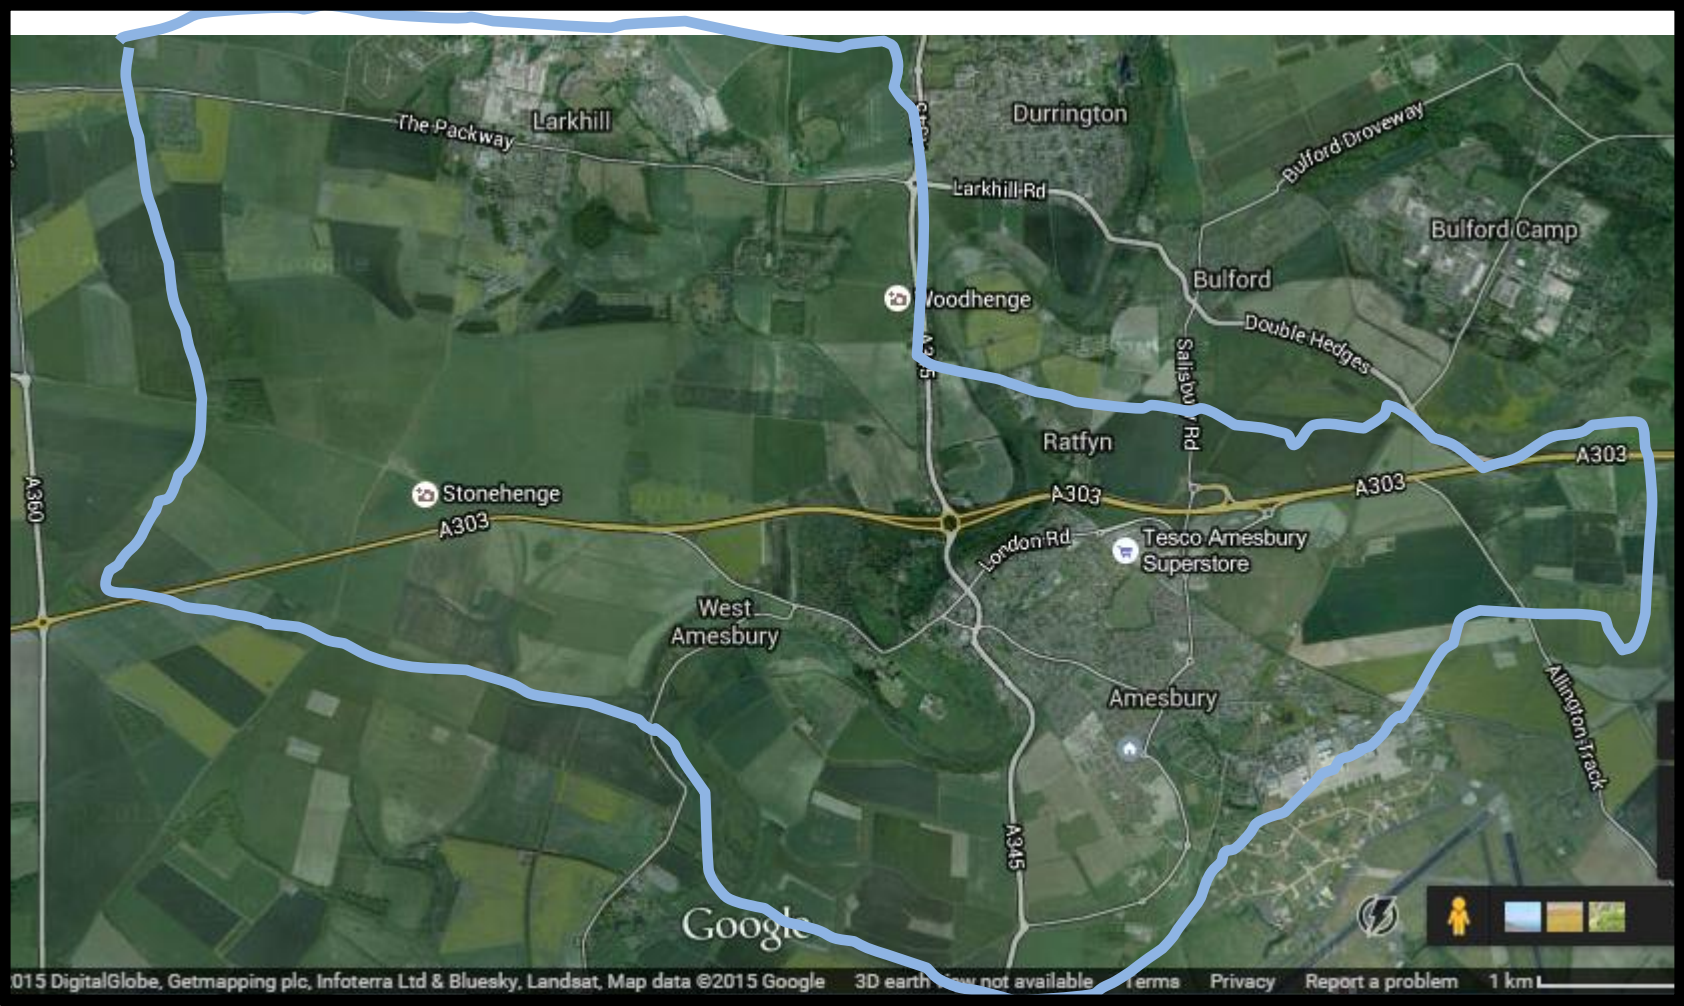 The Packway
Larkhill
Durrington
Larkhill Rd
Bulford Droveway
Bulford Camp
Bulford
Woodhenge
Double Hedges
Salisbury Rd
Ratfyn
A303
A303
A303
A303
A360
Stonehenge
London Rd
Tesco Amesbury
Superstore
West
Amesbury
Amesbury
Allington Track
A345
Google
2015 DigitalGlobe, Getmapping plc, Infoterra Ltd & Bluesky, Landsat, Map data ©2015 Google 3D earth view not available Terms Privacy Report a problem 1 km